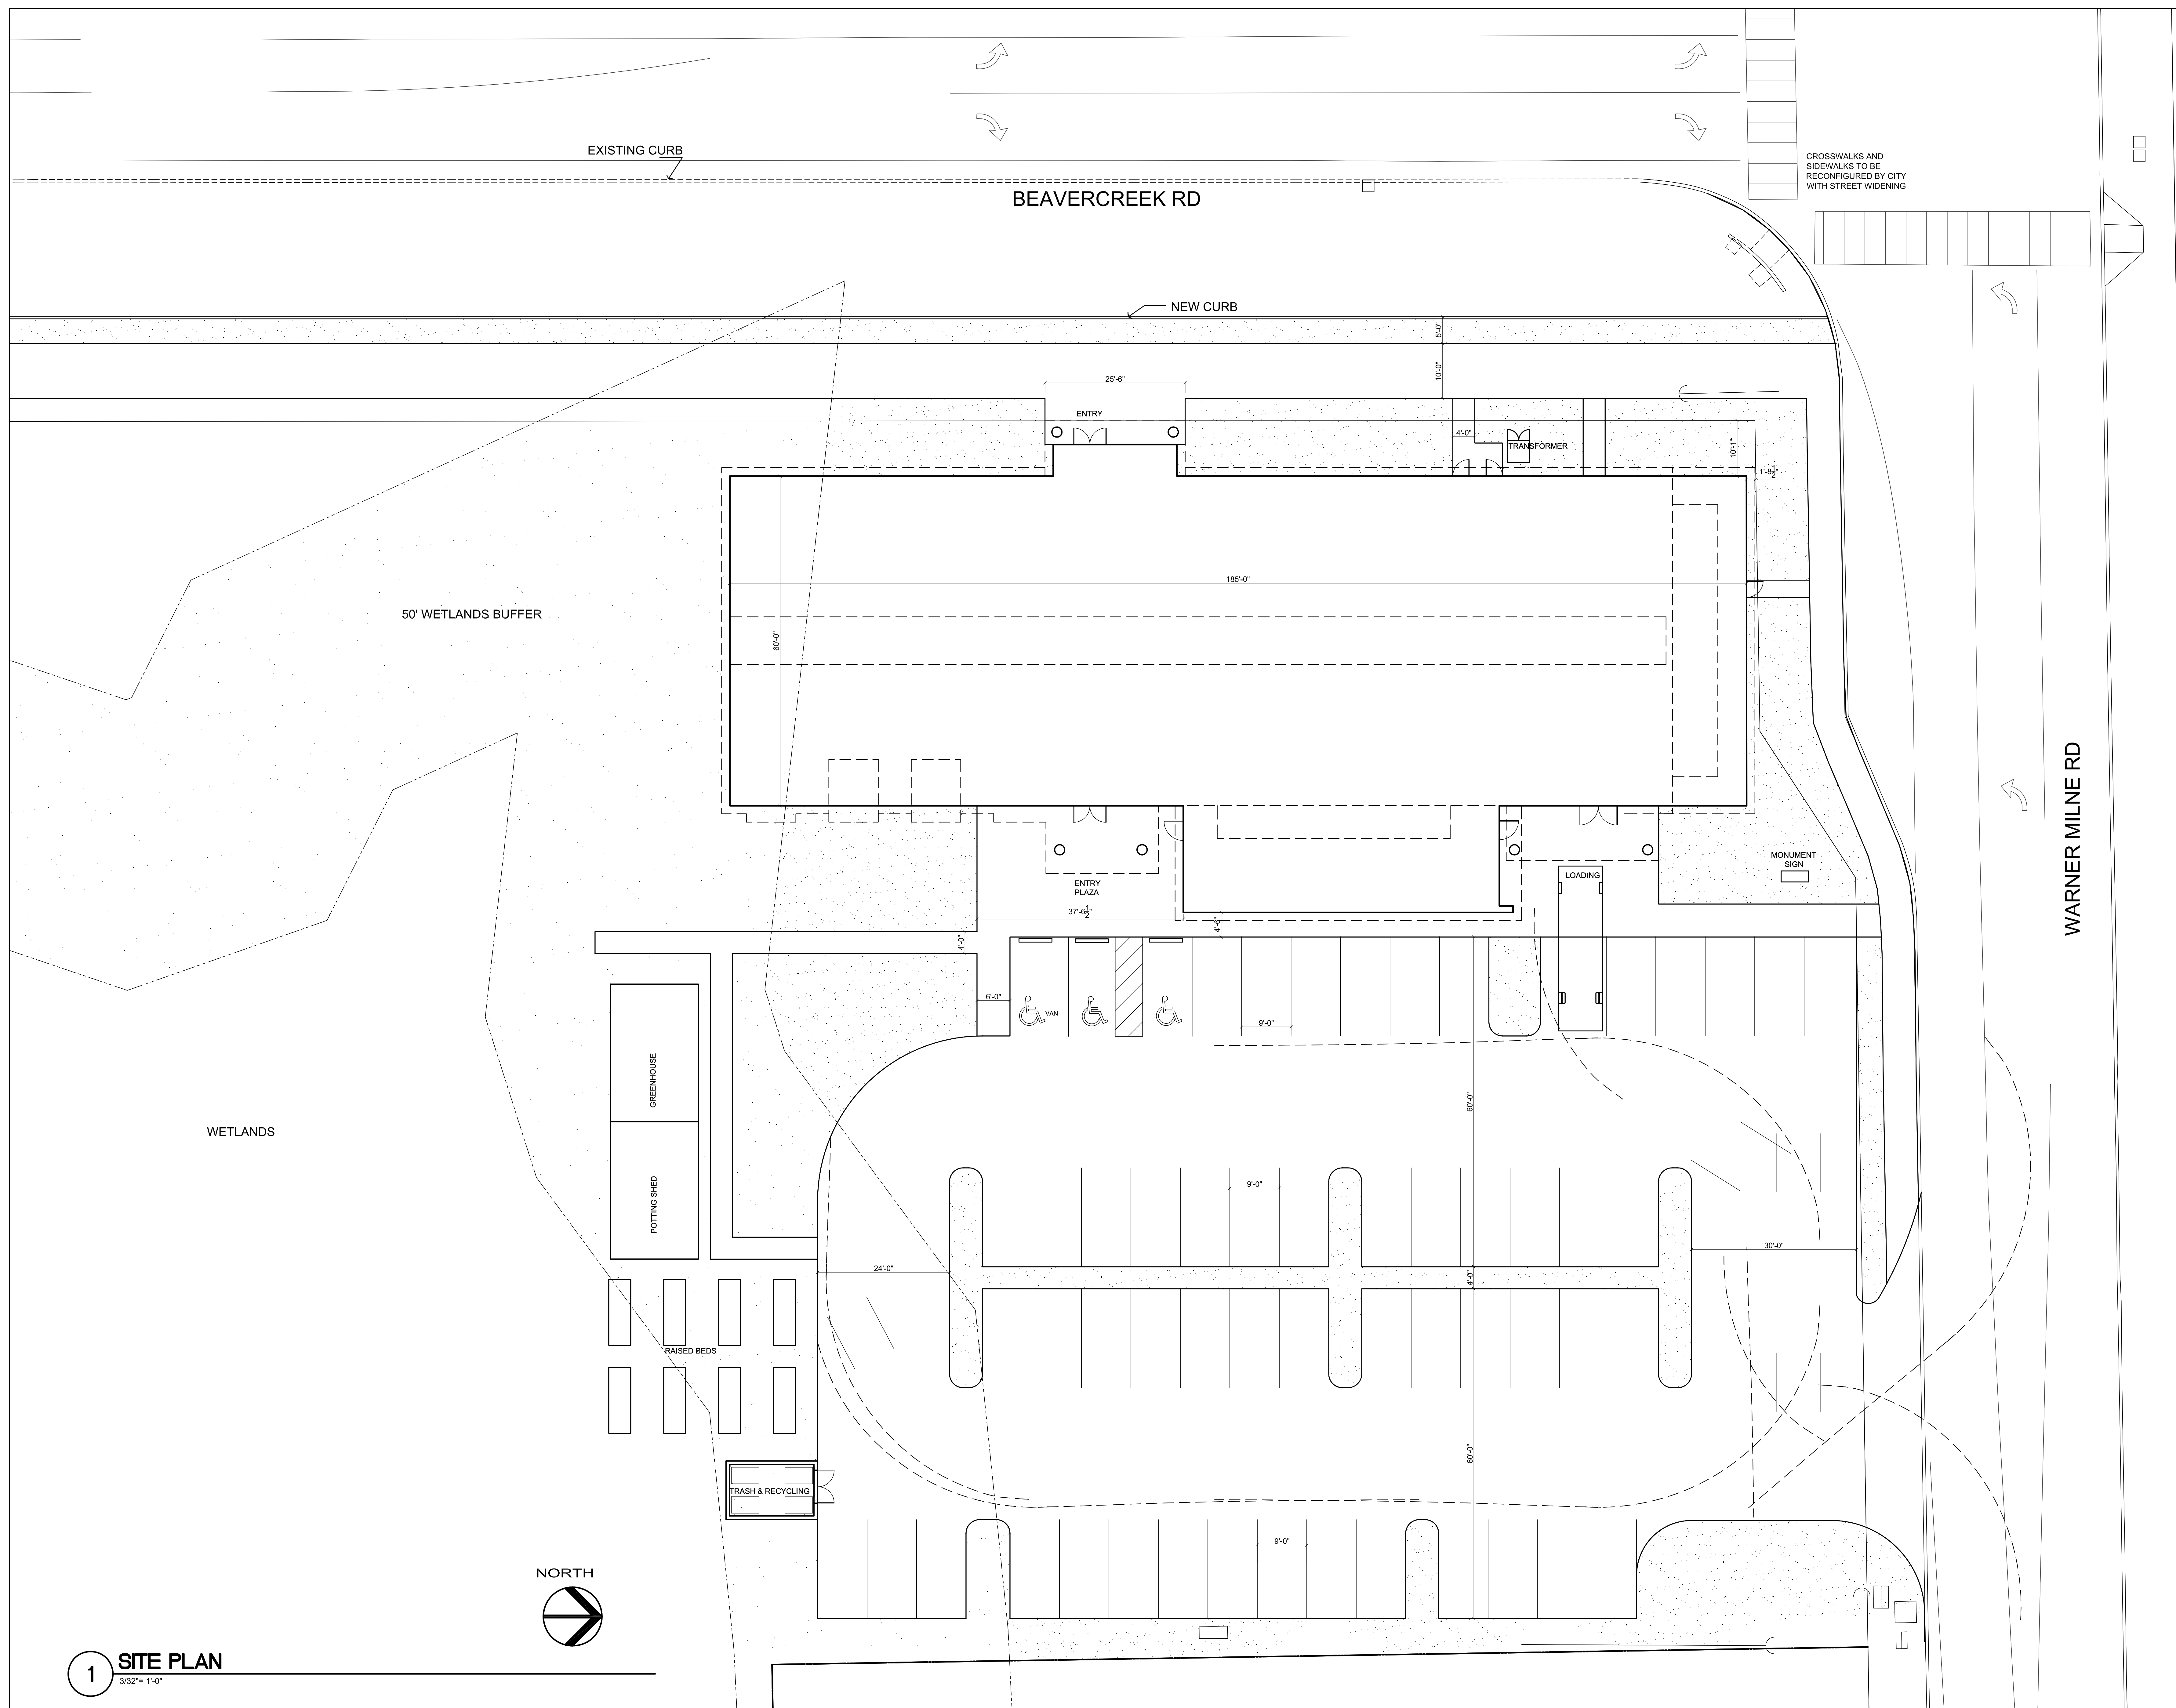 EXISTING CURB
BEAVERCREEK RD
CROSSWALKS AND
SIDEWALKS TO BE
RECONFIGURED BY CITY
WITH STREET WIDENING
NEW CURB
5'-0"
10'-0"
25'-6"
ENTRY
4'-0"
TRANSFORMER
10'-1"
1'-8 1/2"
185'-0"
60'-0"
50' WETLANDS BUFFER
WARNER MILNE RD
MONUMENT
SIGN
LOADING
ENTRY
PLAZA
37'-6 1/2"
4'-6"
4'-0"
6'-0"
VAN
9'-0"
GREENHOUSE
POTTING SHED
WETLANDS
60'-0"
9'-0"
30'-0"
24'-0"
4'-0"
RAISED BEDS
60'-0"
TRASH & RECYCLING
9'-0"
NORTH
1
SITE PLAN
3/32"= 1'-0"